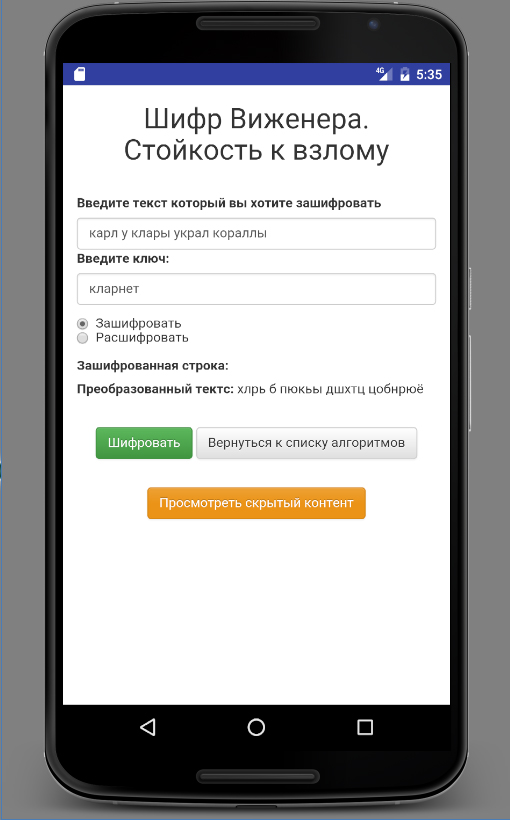 4G 5:35
Шифр Виженера.
Стойкость к взлому
Введите текст который вы хотите зашифровать
карл у клары украл кораллы
Введите ключ:
кларнет
Зашифровать
Расшифровать
Зашифрованная строка:
Преобразованный тектс: хлрь б пюкьы дшхтц цобнрюё
Шифровать Вернуться к списку алгоритмов
Просмотреть скрытый контент